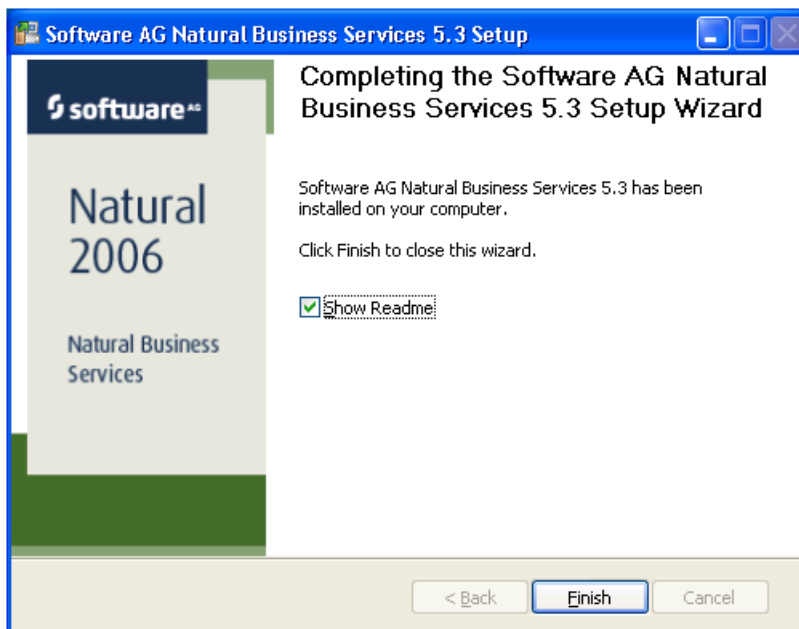 Software AG Natural Business Services 5.3 Setup
software AG
Natural
2006
Natural Business
Services
Completing the Software AG Natural
Business Services 5.3 Setup Wizard
Software AG Natural Business Services 5.3 has been
installed on your computer.
Click Finish to close this wizard.
Show Readme
< Back
Finish
Cancel